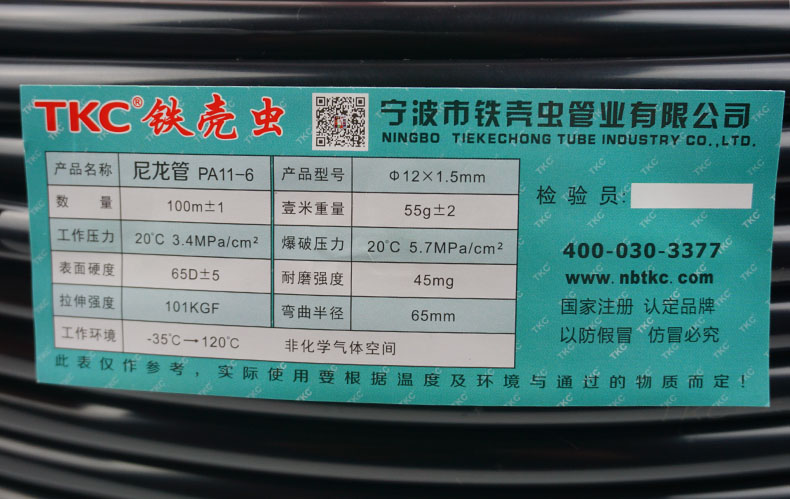 TKC®铁壳虫
宁波市铁壳虫管业有限公司
NINGBO TIEKECHONG TUBE INDUSTRY CO.,LTD.
产品名称 尼龙管 PA11-6 产品型号 Φ12×1.5mm
数量 100m±1 壹米重量 55g±2
工作压力 20℃ 3.4MPa/cm² 爆破压力 20℃ 5.7MPa/cm²
表面硬度 65D±5 耐磨强度 45mg
拉伸强度 101KGF 弯曲半径 65mm
工作环境 -35℃→120℃ 非化学气体空间
检验员:
400-030-3377
www.nbtkc.com
国家注册 认定品牌
以防假冒 仿冒必究
此表仅作参考,实际使用要根据温度及环境与通过的物质而定!